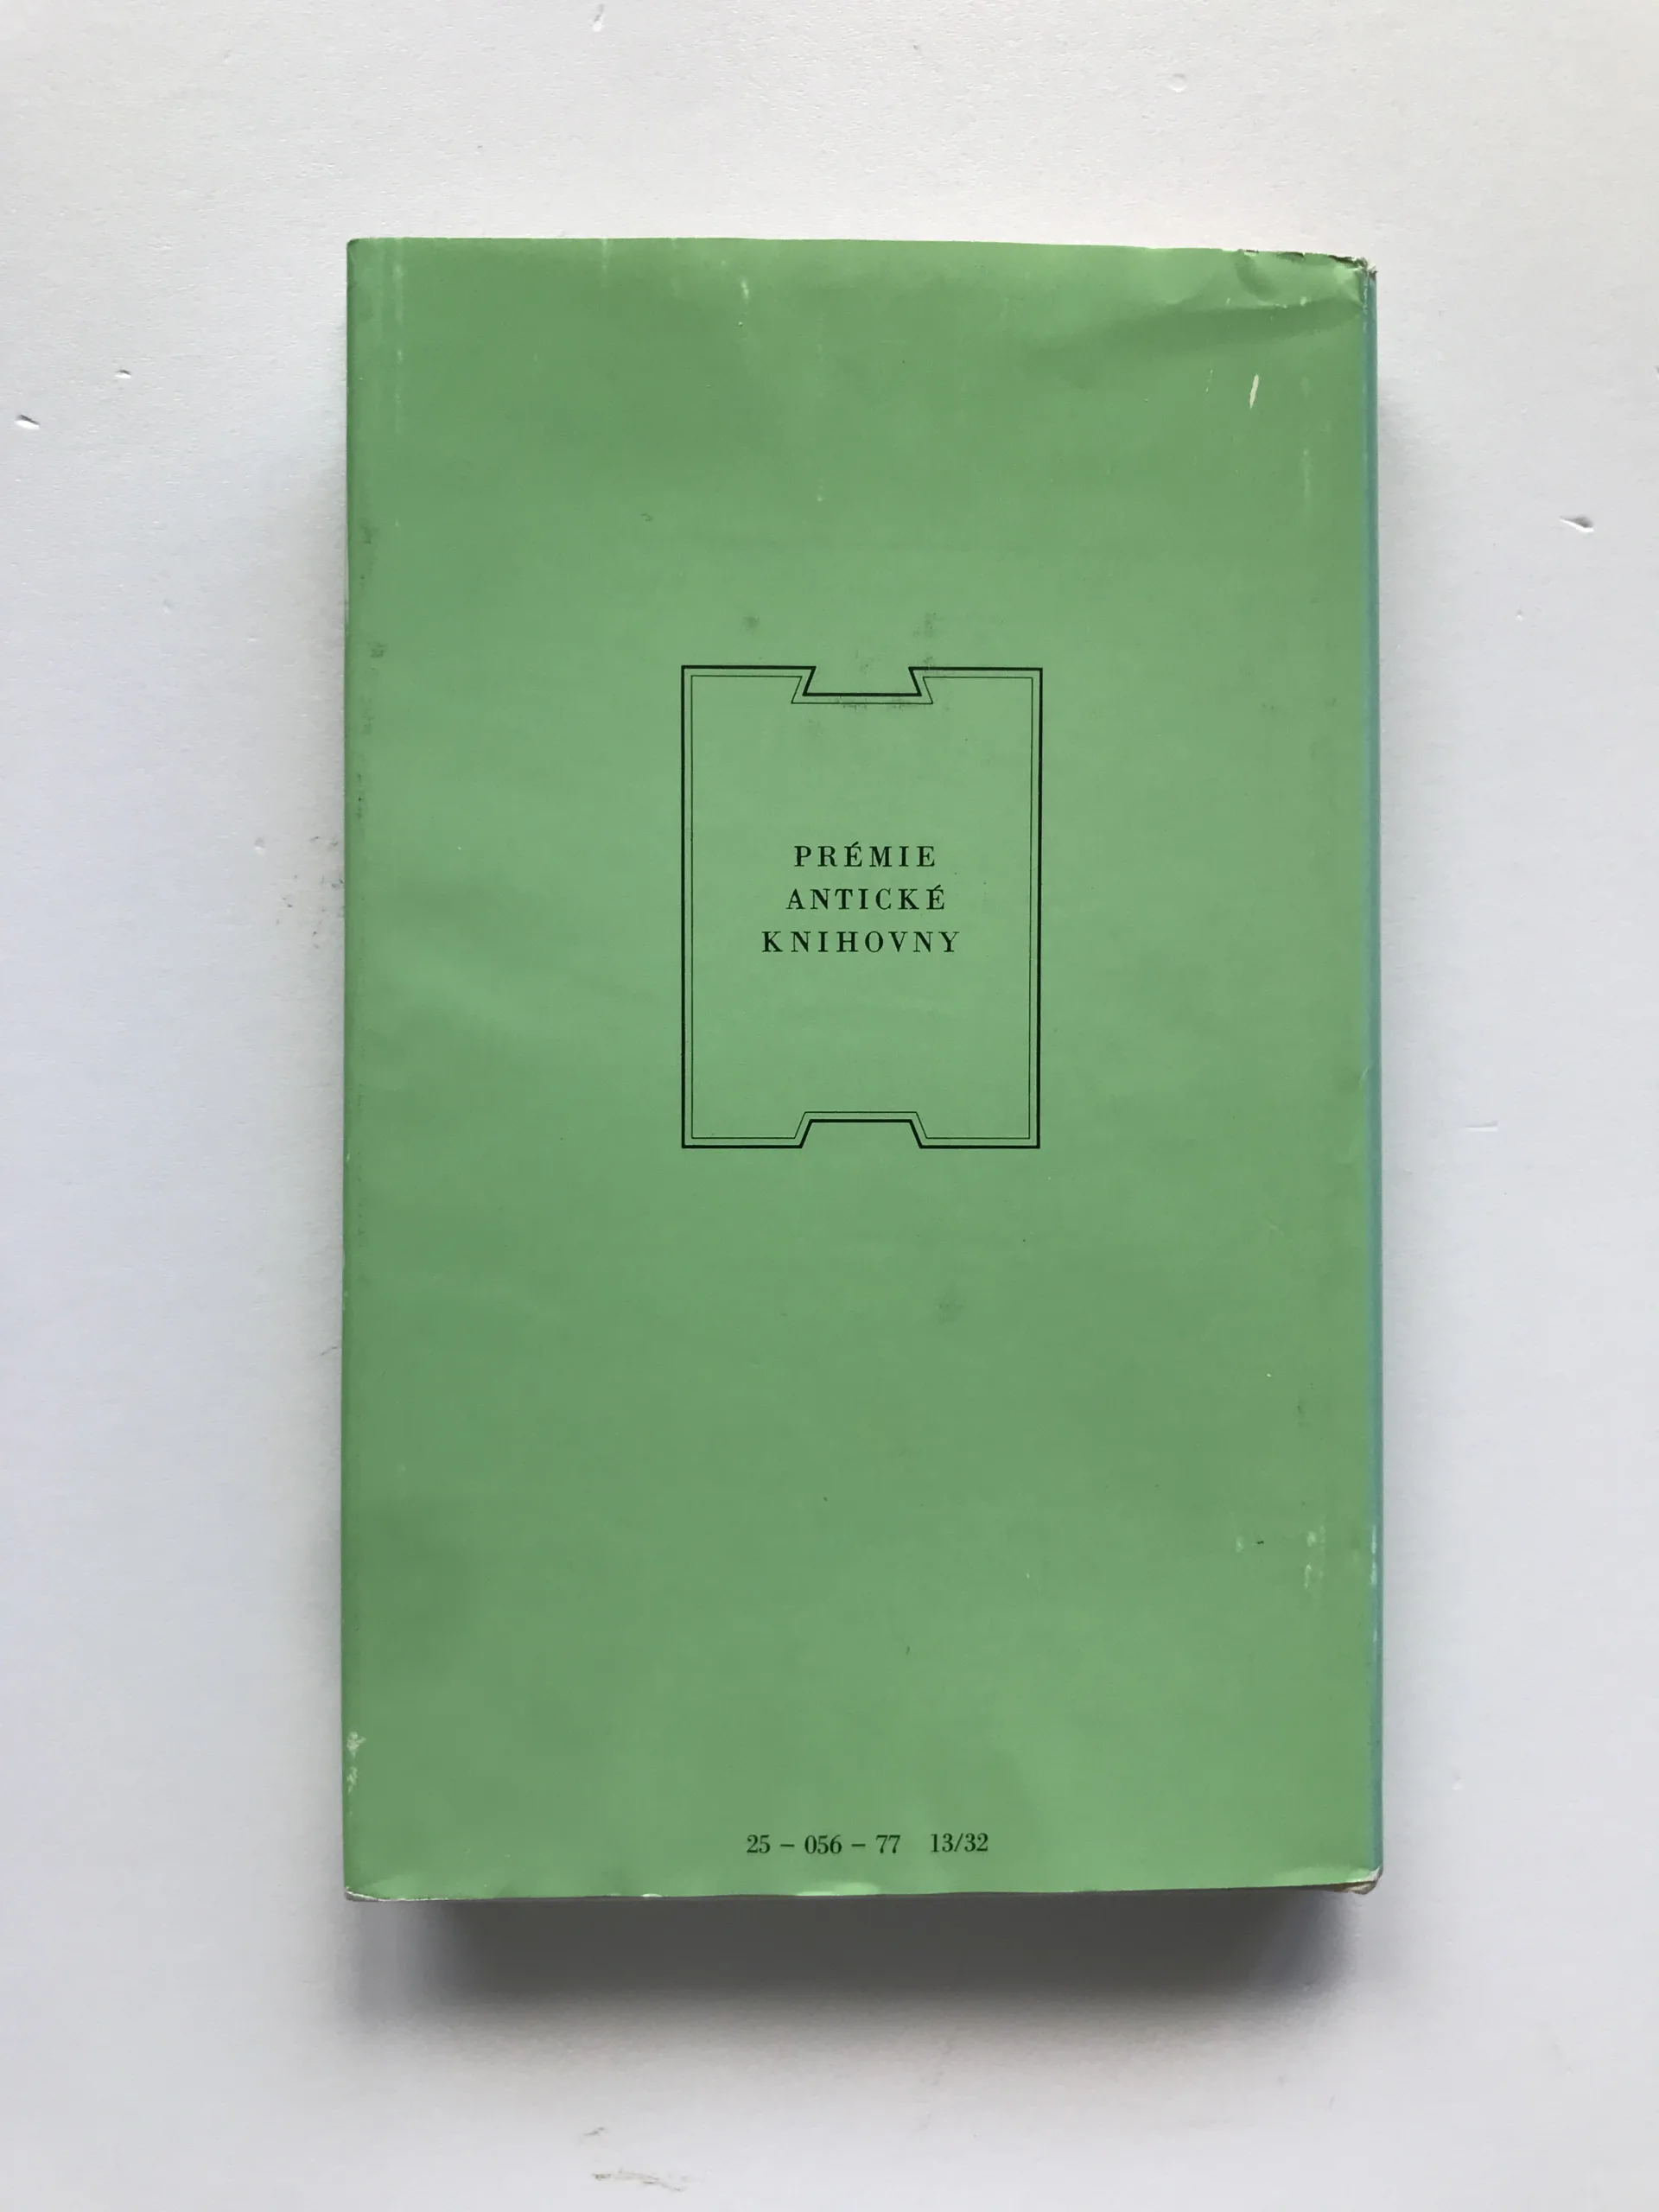 PRÉMIE
ANTICKÉ
KNIHOVNY
25 – 056 – 77 13/32